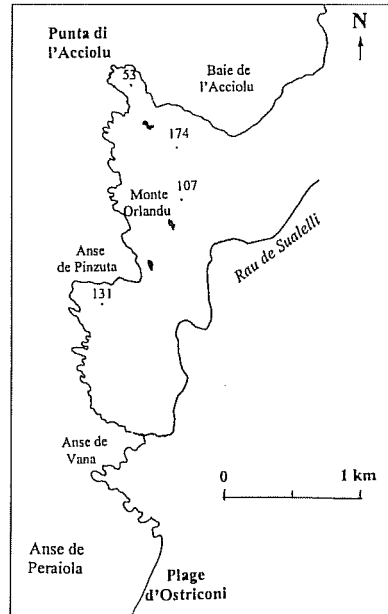 Punta di
l'Acciolu
N
53
Baie de
l'Acciolu
174
107
Monte
Orlandu
Anse
de Pinzuta
131
Rau de Sualelli
Anse de
Vana
0
1 km
Anse de
Peraiola
Plage
d'Ostriconi